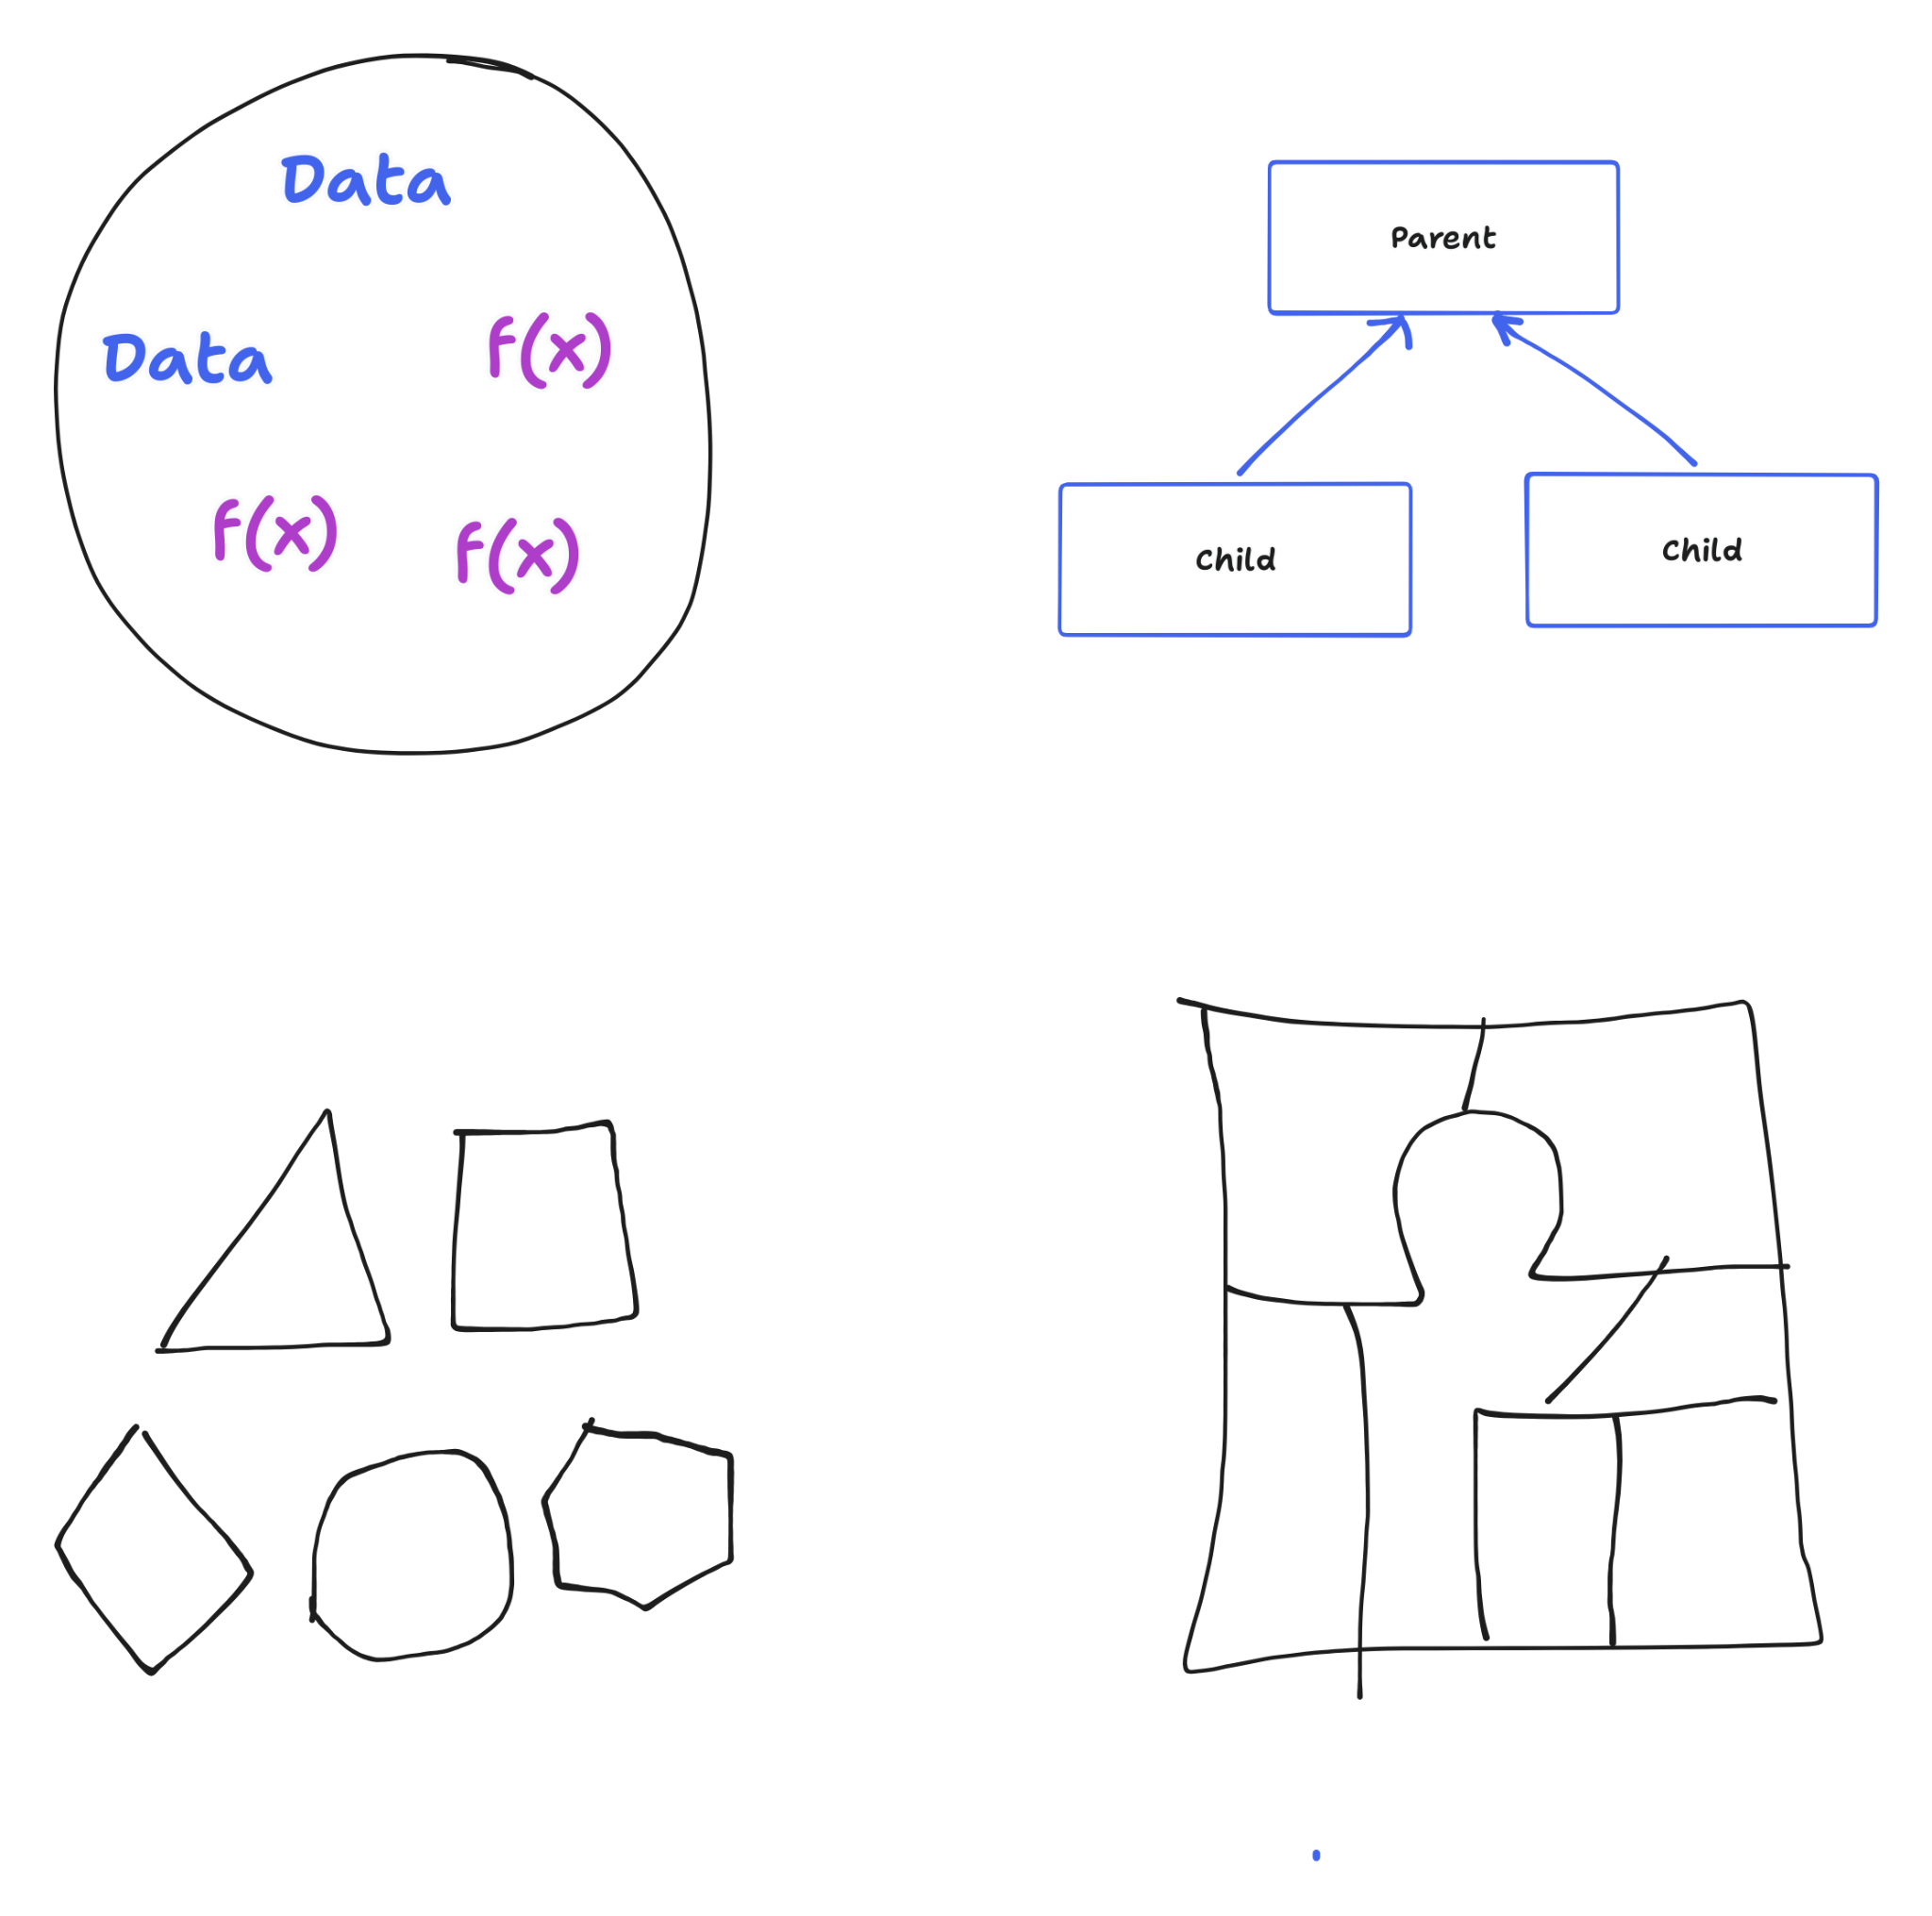 Data
Data
f(x)
f(x)
f(x)
Parent
Child
Child